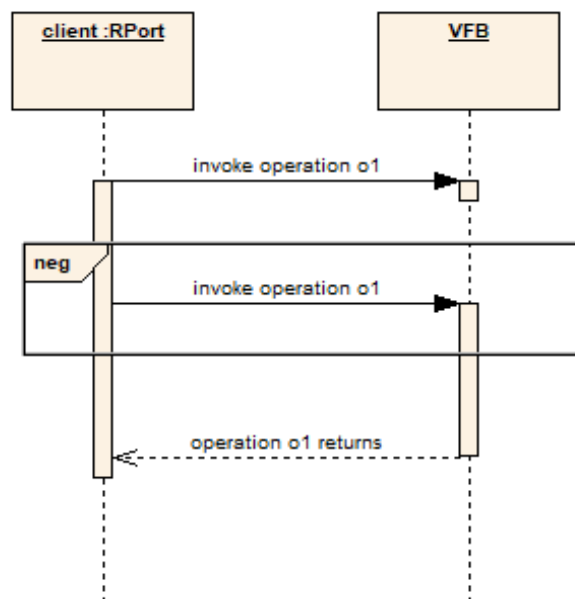 client :RPort
VFB
invoke operation o1
neg
invoke operation o1
operation o1 returns